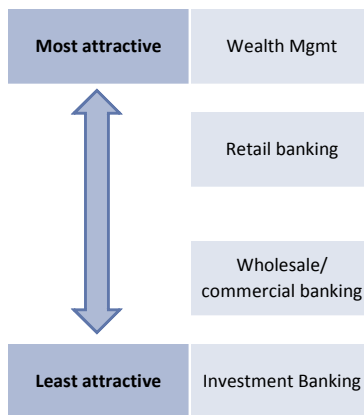 Most attractive
Wealth Mgmt
Retail banking
Wholesale/
commercial banking
Least attractive
Investment Banking